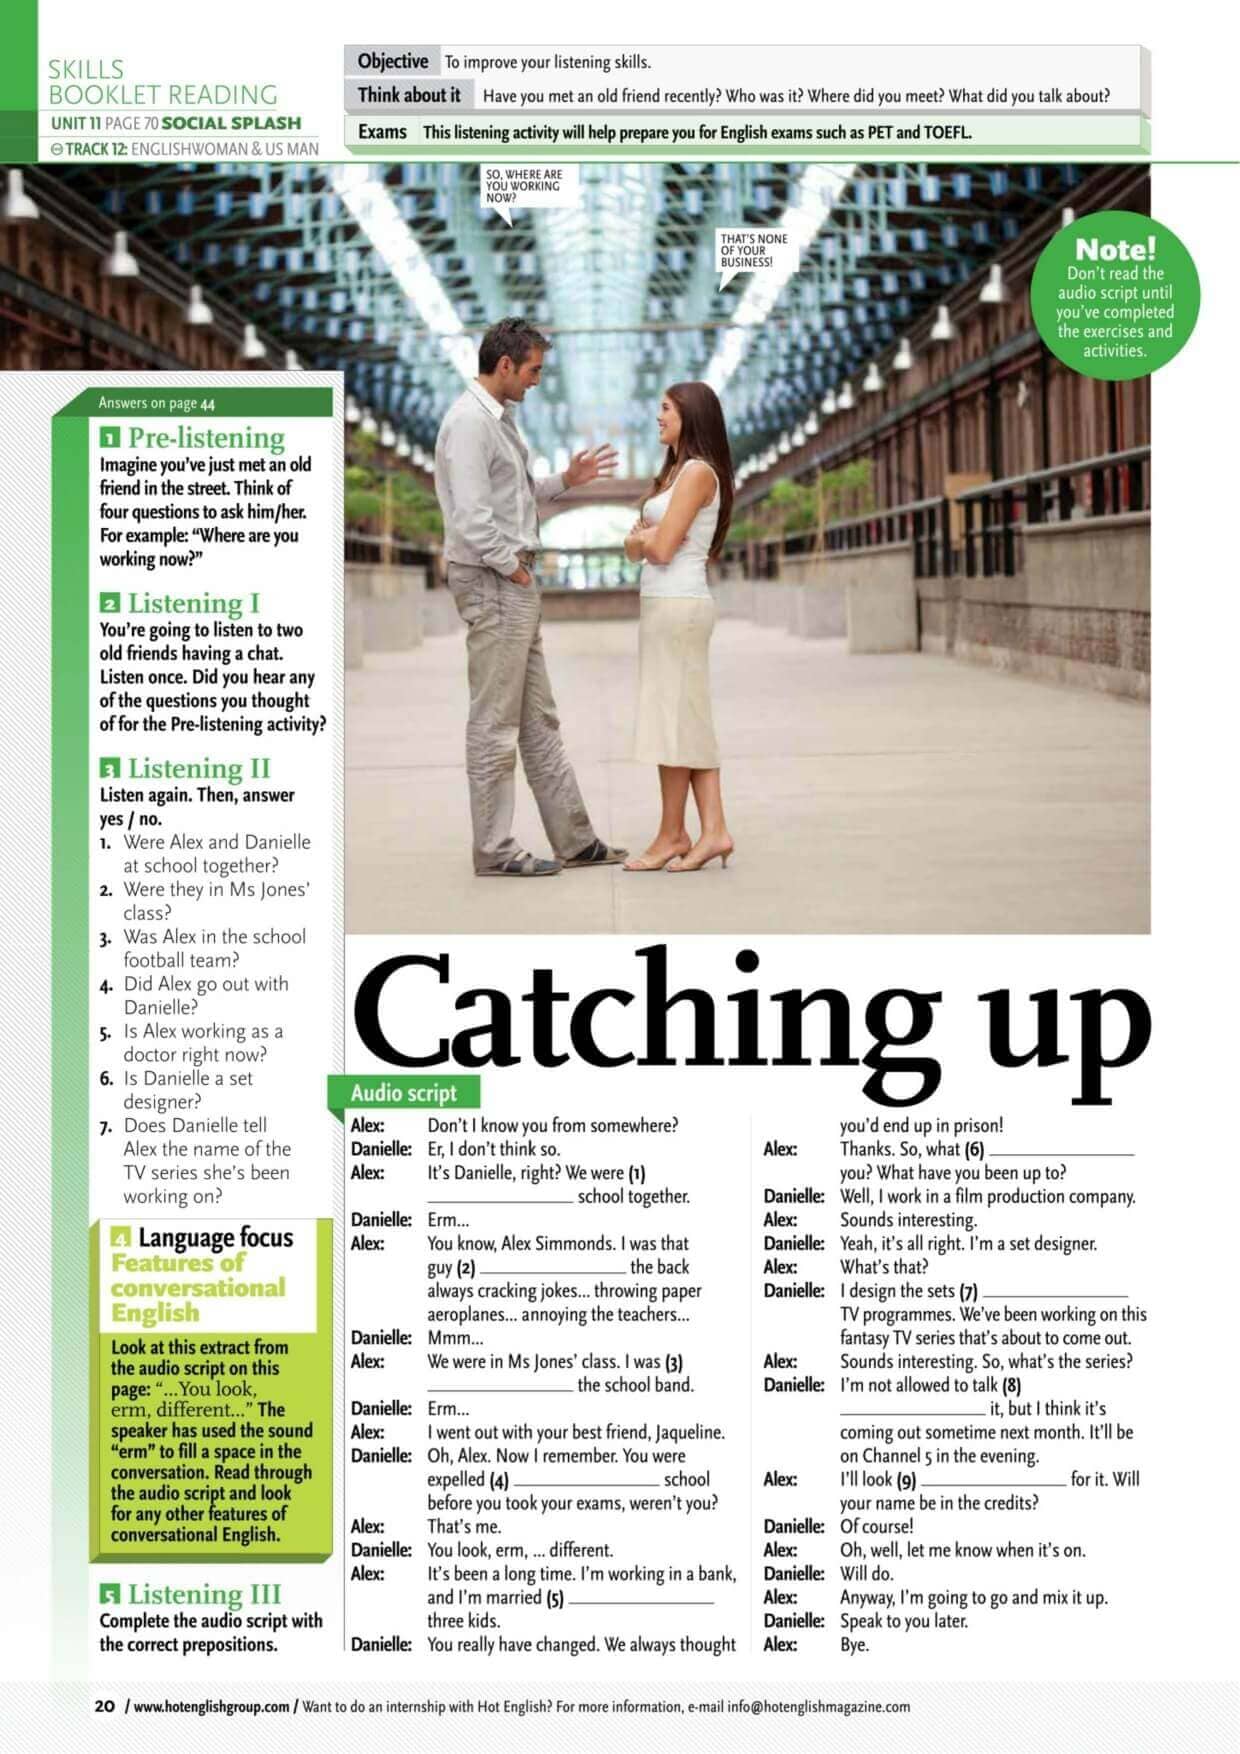 SKILLS
BOOKLET READING
UNIT 11 PAGE 70 SOCIAL SPLASH
TRACK 12: ENGLISHWOMAN & US MAN
Objective To improve your listening skills.
Think about it Have you met an old friend recently? Who was it? Where did you meet? What did you talk about?
Exams This listening activity will help prepare you for English exams such as PET and TOEFL.
SO, WHERE ARE
YOU WORKING
NOW?
THAT'S NONE
OF YOUR
BUSINESS!
Note!
Don't read the
audio script until
you've completed
the exercises and
activities.
Answers on page 44
1 Pre-listening
Imagine you've just met an old
friend in the street. Think of
four questions to ask him/her.
For example: “Where are you
working now?”
2 Listening I
You're going to listen to two
old friends having a chat.
Listen once. Did you hear any
of the questions you thought
of for the Pre-listening activity?
3 Listening II
Listen again. Then, answer
yes / no.
1. Were Alex and Danielle
at school together?
2. Were they in Ms Jones'
class?
3. Was Alex in the school
football team?
4. Did Alex go out with
Danielle?
5. Is Alex working as a
doctor right now?
6. Is Danielle a set
designer?
7. Does Danielle tell
Alex the name of the
TV series she's been
working on?
4 Language focus
Features of
conversational
English
Look at this extract from
the audio script on this
page: “...You look,
erm, different...” The
speaker has used the sound
“erm” to fill a space in the
conversation. Read through
the audio script and look
for any other features of
conversational English.
5 Listening III
Complete the audio script with
the correct prepositions.
Catching up
Audio script
Alex: Don't I know you from somewhere?
Danielle: Er, I don't think so.
Alex: It's Danielle, right? We were (1)
_______________ school together.
Danielle: Erm...
Alex: You know, Alex Simmonds. I was that
guy (2) _______________ the back
always cracking jokes... throwing paper
aeroplanes... annoying the teachers...
Danielle: Mmm...
Alex: We were in Ms Jones' class. I was (3)
_______________ the school band.
Danielle: Erm...
Alex: I went out with your best friend, Jaqueline.
Danielle: Oh, Alex. Now I remember. You were
expelled (4) _______________ school
before you took your exams, weren't you?
Alex: That's me.
Danielle: You look, erm, ... different.
Alex: It's been a long time. I'm working in a bank,
and I'm married (5) _______________
three kids.
Danielle: You really have changed. We always thought
you'd end up in prison!
Alex: Thanks. So, what (6) _______________
you? What have you been up to?
Danielle: Well, I work in a film production company.
Alex: Sounds interesting.
Danielle: Yeah, it's all right. I'm a set designer.
Alex: What's that?
Danielle: I design the sets (7) _______________
TV programmes. We've been working on this
fantasy TV series that's about to come out.
Alex: Sounds interesting. So, what's the series?
Danielle: I'm not allowed to talk (8)
_______________ it, but I think it's
coming out sometime next month. It'll be
on Channel 5 in the evening.
Alex: I'll look (9) _______________ for it. Will
your name be in the credits?
Danielle: Of course!
Alex: Oh, well, let me know when it's on.
Danielle: Will do.
Alex: Anyway, I'm going to go and mix it up.
Danielle: Speak to you later.
Alex: Bye.
20 / www.hotenglishgroup.com / Want to do an internship with Hot English? For more information, e-mail info@hotenglishmagazine.com